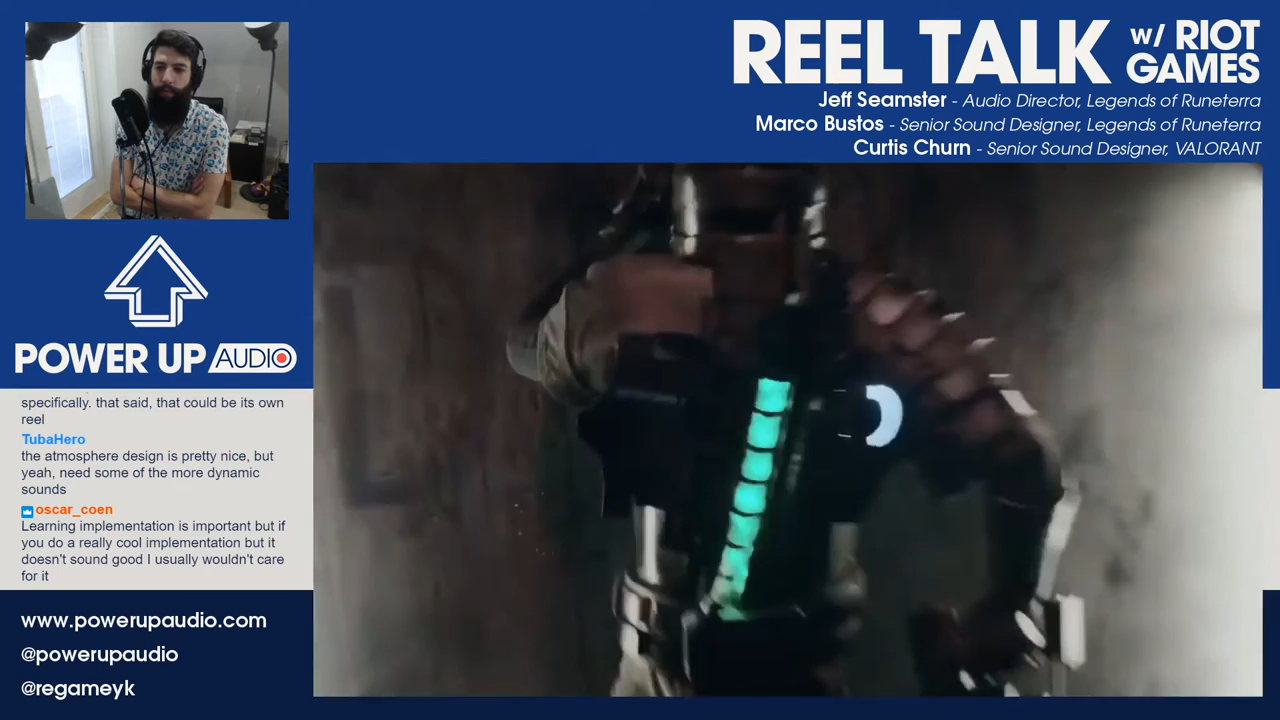 REEL TALK w/ RIOT GAMES
Jeff Seamster - Audio Director, Legends of Runeterra
Marco Bustos - Senior Sound Designer, Legends of Runeterra
Curtis Churn - Senior Sound Designer, VALORANT
POWER UP AUDIO
specifically. that said, that could be its own
reel
TubaHero
the atmosphere design is pretty nice, but
yeah, need some of the more dynamic
sounds
oscar_coen
Learning implementation is important but if
you do a really cool implementation but it
doesn't sound good I usually wouldn't care
for it
www.powerupaudio.com
@powerupaudio
@regameyk